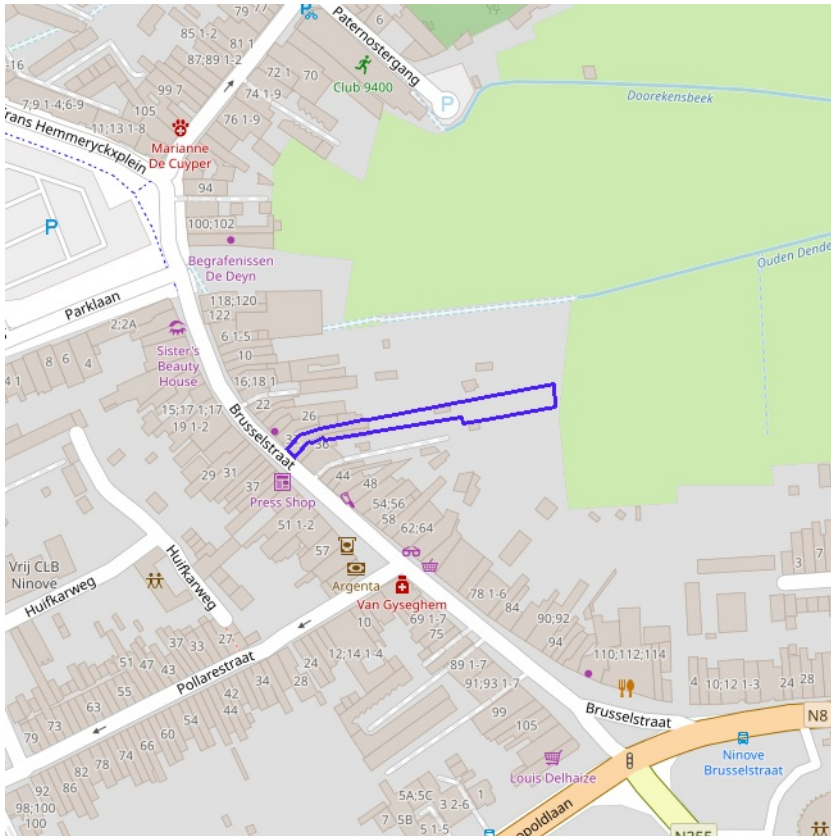 79
77
6
Paternostergang
85 1-2
81 1
87;89 1-2
72 1
70
-16
99 7
74 1-9
Club 9400
Doorekensbeek
7;9 1-4;6-9
105
76 1-9
P
11;13 1-8
rans Hemmeryckxplein
Marianne
De Cuyper
94
P
100;102
Begrafenissen
De Deyn
Ouden Dende
Parklaan
118;120
122
2;2A
6 1-5
Sister's
Beauty
House
8
6
4
10
4 1
16;18 1
22
26
15;17 1;17
19 1-2
Brusselstraat
36
29
31
44
37
Press Shop
48
54;56
58
51 1-2
62;64
57
Vrij CLB
Ninove
Huifkarweg
Argenta
Van Gyseghem
78 1-6
84
Huifkarweg
10
69 1-7
75
90;92
27
94
37
33
12;14 1-4
110;112;114
51
47
43
24
89 1-7
63
Pollarestraat
28
91;93 1-7
4
10;12 1-3
24
28
55
34
42
44
99
Brusselstraat
N8
73
54
105
79
60
66
74
Ninove
Brusselstraat
78
82
Louis Delhaize
92
86
5A;5C
1
98;100
100
3 2-6
7
5B
5 1-5
opoldlaan
N255
3
7